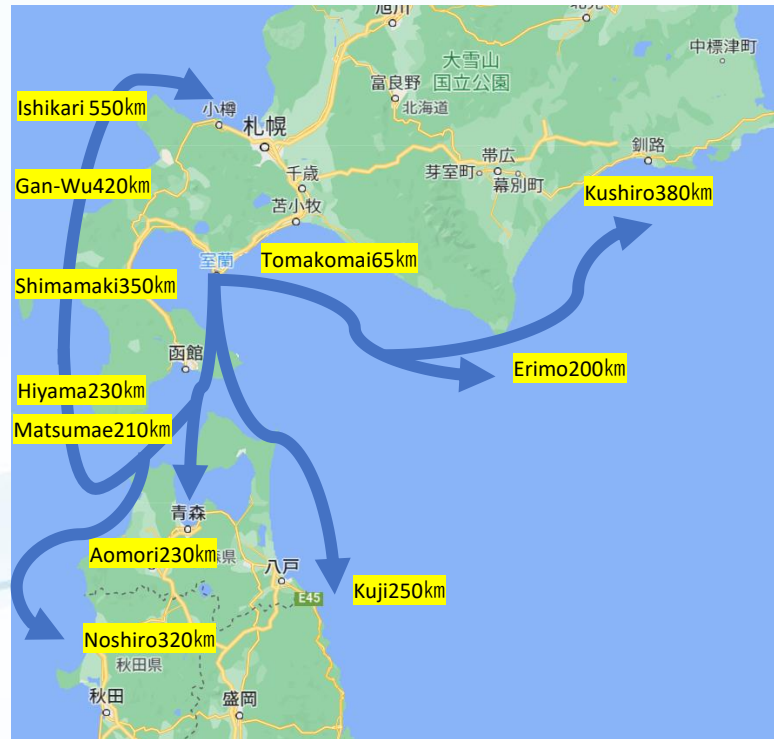 旭川
北見
大雪山
国立公園
中標津町
富良野
北海道
Ishikari 550㎞
小樽
札幌
千歳
帯広
芽室町
幕別町
釧路
Gan-Wu420㎞
Kushiro380㎞
苫小牧
室蘭
Tomakomai65㎞
Shimamaki350㎞
函館
Erimo200㎞
Hiyama230㎞
Matsumae210㎞
青森
Aomori230㎞
県
八戸
E45
Kuji250㎞
Noshiro320㎞
秋田県
秋田
盛岡